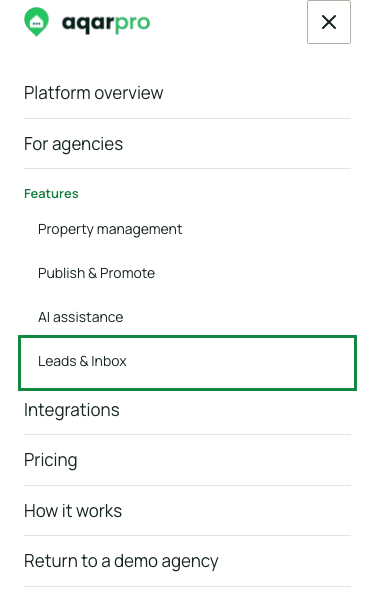 aqarpro
Platform overview
For agencies
Features
Property management
Publish & Promote
AI assistance
Leads & Inbox
Integrations
Pricing
How it works
Return to a demo agency